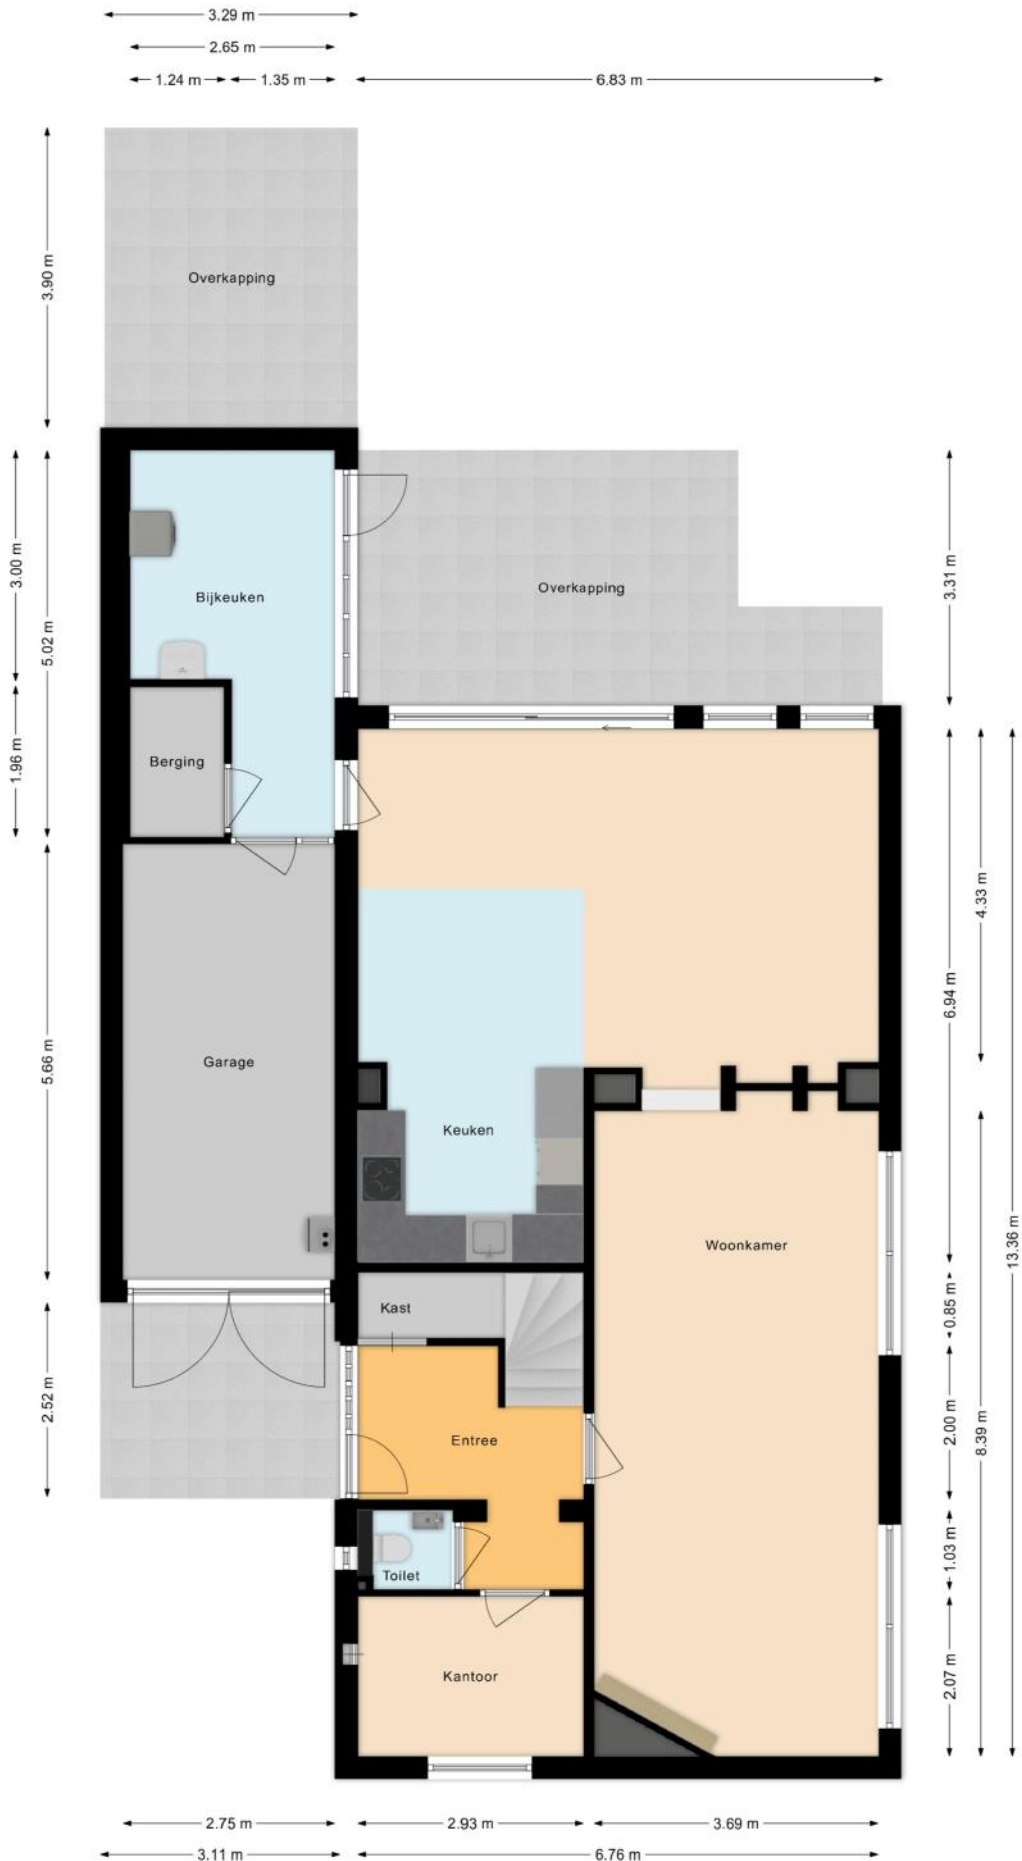 3.29 m
2.65 m
1.24 m
1.35 m
6.83 m
3.90 m
Overkapping
3.00 m
5.02 m
Bijkeuken
Overkapping
3.31 m
1.96 m
Berging
4.33 m
6.94 m
5.66 m
Garage
Keuken
Woonkamer
13.36 m
Kast
0.85 m
2.52 m
Entree
2.00 m
8.39 m
1.03 m
Toilet
Kantoor
2.07 m
2.75 m
2.93 m
3.69 m
3.11 m
6.76 m